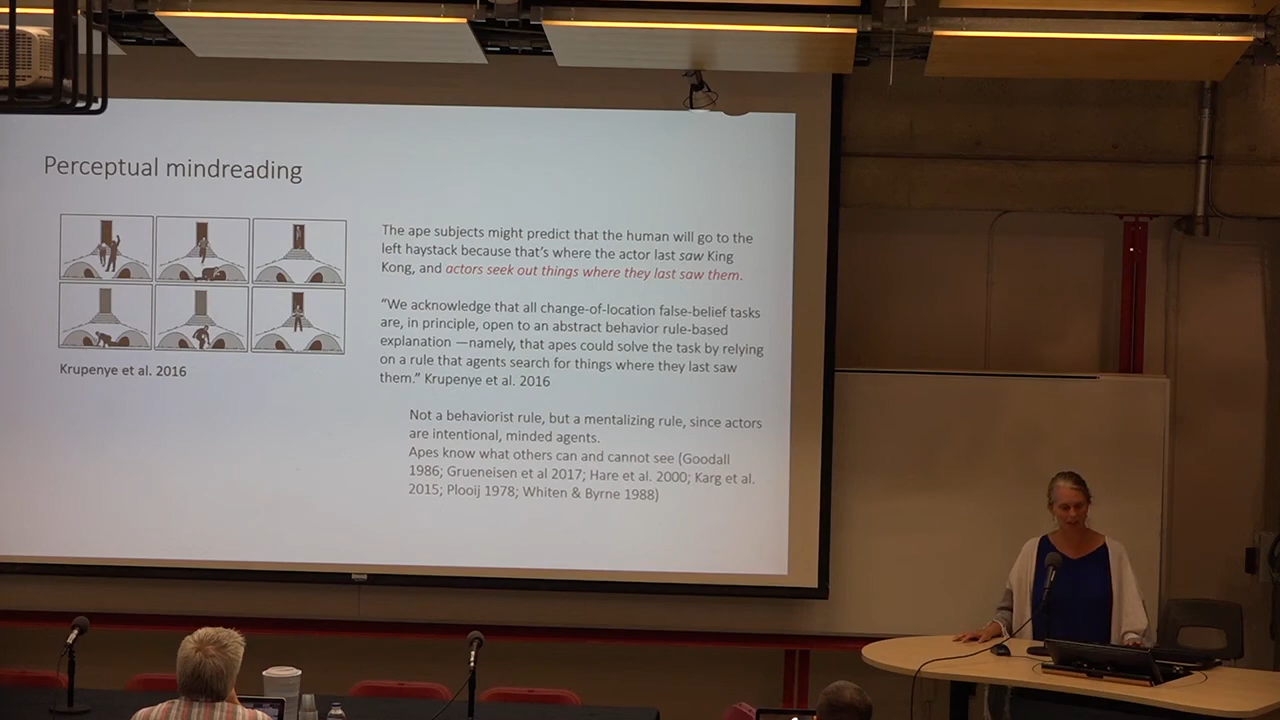 Perceptual mindreading
The ape subjects might predict that the human will go to the
left haystack because that's where the actor last saw King
Kong, and actors seek out things where they last saw them.
"We acknowledge that all change-of-location false-belief tasks
are, in principle, open to an abstract behavior rule-based
explanation —namely, that apes could solve the task by relying
on a rule that agents search for things where they last saw
them." Krupenye et al. 2016
Krupenye et al. 2016
Not a behaviorist rule, but a mentalizing rule, since actors
are intentional, minded agents.
Apes know what others can and cannot see (Goodall
1986; Grueneisen et al 2017; Hare et al. 2000; Karg et al.
2015; Plooij 1978; Whiten & Byrne 1988)